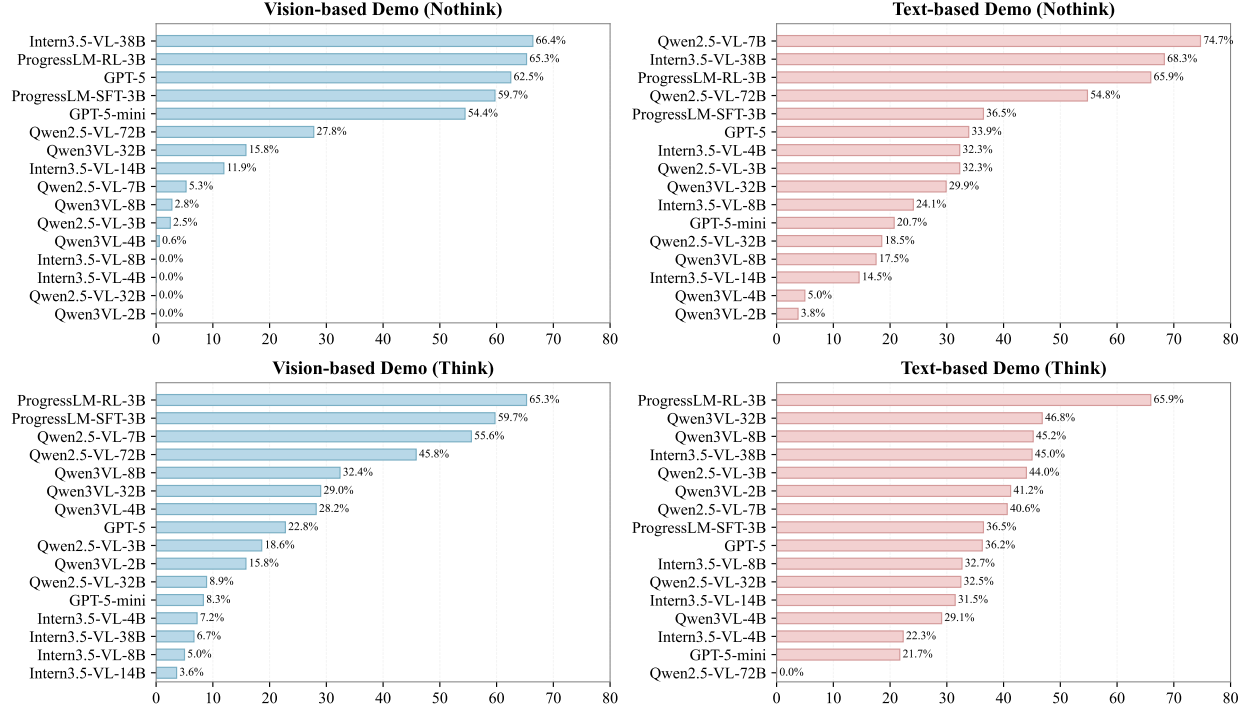 Vision-based Demo (Nothink)
Intern3.5-VL-38B 66.4%
ProgressLM-RL-3B 65.3%
GPT-5 62.5%
ProgressLM-SFT-3B 59.7%
GPT-5-mini 54.4%
Qwen2.5-VL-72B 27.8%
Qwen3VL-32B 15.8%
Intern3.5-VL-14B 11.9%
Qwen2.5-VL-7B 5.3%
Qwen3VL-8B 2.8%
Qwen2.5-VL-3B 2.5%
Qwen3VL-4B 0.6%
Intern3.5-VL-8B 0.0%
Intern3.5-VL-4B 0.0%
Qwen2.5-VL-32B 0.0%
Qwen3VL-2B 0.0%
0 10 20 30 40 50 60 70 80
Text-based Demo (Nothink)
Qwen2.5-VL-7B 74.7%
Intern3.5-VL-38B 68.3%
ProgressLM-RL-3B 65.9%
Qwen2.5-VL-72B 54.8%
ProgressLM-SFT-3B 36.5%
GPT-5 33.9%
Intern3.5-VL-4B 32.3%
Qwen2.5-VL-3B 32.3%
Qwen3VL-32B 29.9%
Intern3.5-VL-8B 24.1%
GPT-5-mini 20.7%
Qwen2.5-VL-32B 18.5%
Qwen3VL-8B 17.5%
Intern3.5-VL-14B 14.5%
Qwen3VL-4B 5.0%
Qwen3VL-2B 3.8%
0 10 20 30 40 50 60 70 80
Vision-based Demo (Think)
ProgressLM-RL-3B 65.3%
ProgressLM-SFT-3B 59.7%
Qwen2.5-VL-7B 55.6%
Qwen2.5-VL-72B 45.8%
Qwen3VL-8B 32.4%
Qwen3VL-32B 29.0%
Qwen3VL-4B 28.2%
GPT-5 22.8%
Qwen2.5-VL-3B 18.6%
Qwen3VL-2B 15.8%
Qwen2.5-VL-32B 8.9%
GPT-5-mini 8.3%
Intern3.5-VL-4B 7.2%
Intern3.5-VL-38B 6.7%
Intern3.5-VL-8B 5.0%
Intern3.5-VL-14B 3.6%
0 10 20 30 40 50 60 70 80
Text-based Demo (Think)
ProgressLM-RL-3B 65.9%
Qwen3VL-32B 46.8%
Qwen3VL-8B 45.2%
Intern3.5-VL-38B 45.0%
Qwen2.5-VL-3B 44.0%
Qwen3VL-2B 41.2%
Qwen2.5-VL-7B 40.6%
ProgressLM-SFT-3B 36.5%
GPT-5 36.2%
Intern3.5-VL-8B 32.7%
Qwen2.5-VL-32B 32.5%
Intern3.5-VL-14B 31.5%
Qwen3VL-4B 29.1%
Intern3.5-VL-4B 22.3%
GPT-5-mini 21.7%
Qwen2.5-VL-72B 0.0%
0 10 20 30 40 50 60 70 80